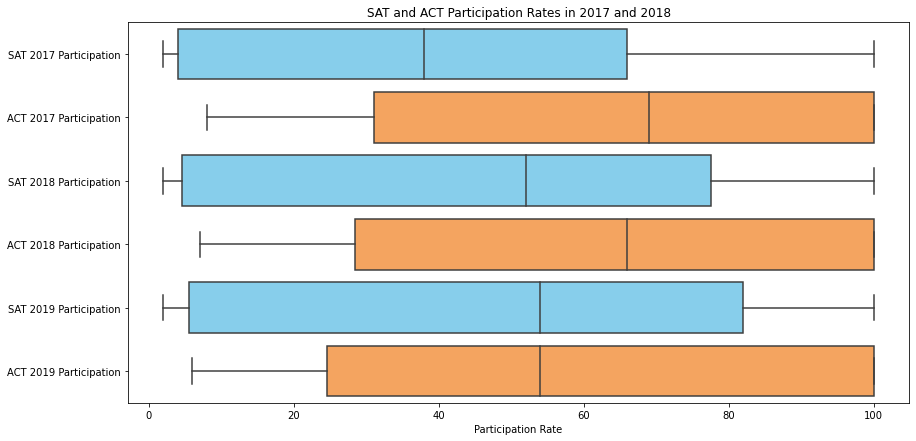 SAT and ACT Participation Rates in 2017 and 2018
SAT 2017 Participation
ACT 2017 Participation
SAT 2018 Participation
ACT 2018 Participation
SAT 2019 Participation
ACT 2019 Participation
0 20 40 60 80 100
Participation Rate